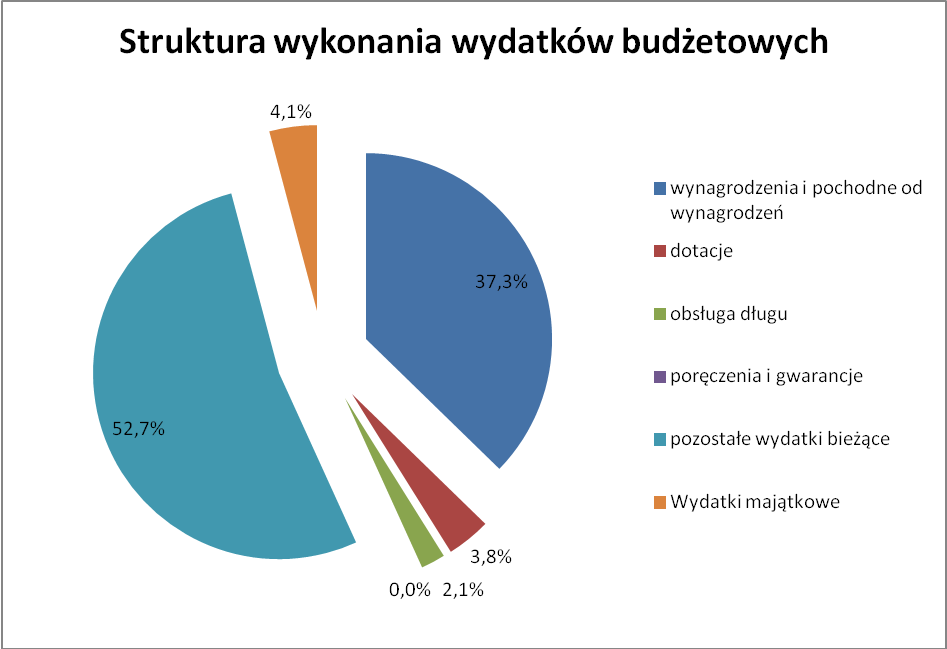 Struktura wykonania wydatków budżetowych
4,1%
37,3%
52,7%
3,8%
0,0% 2,1%
wynagrodzenia i pochodne od
wynagrodzeń
dotacje
obsługa długu
poręczenia i gwarancje
pozostałe wydatki bieżące
Wydatki majątkowe